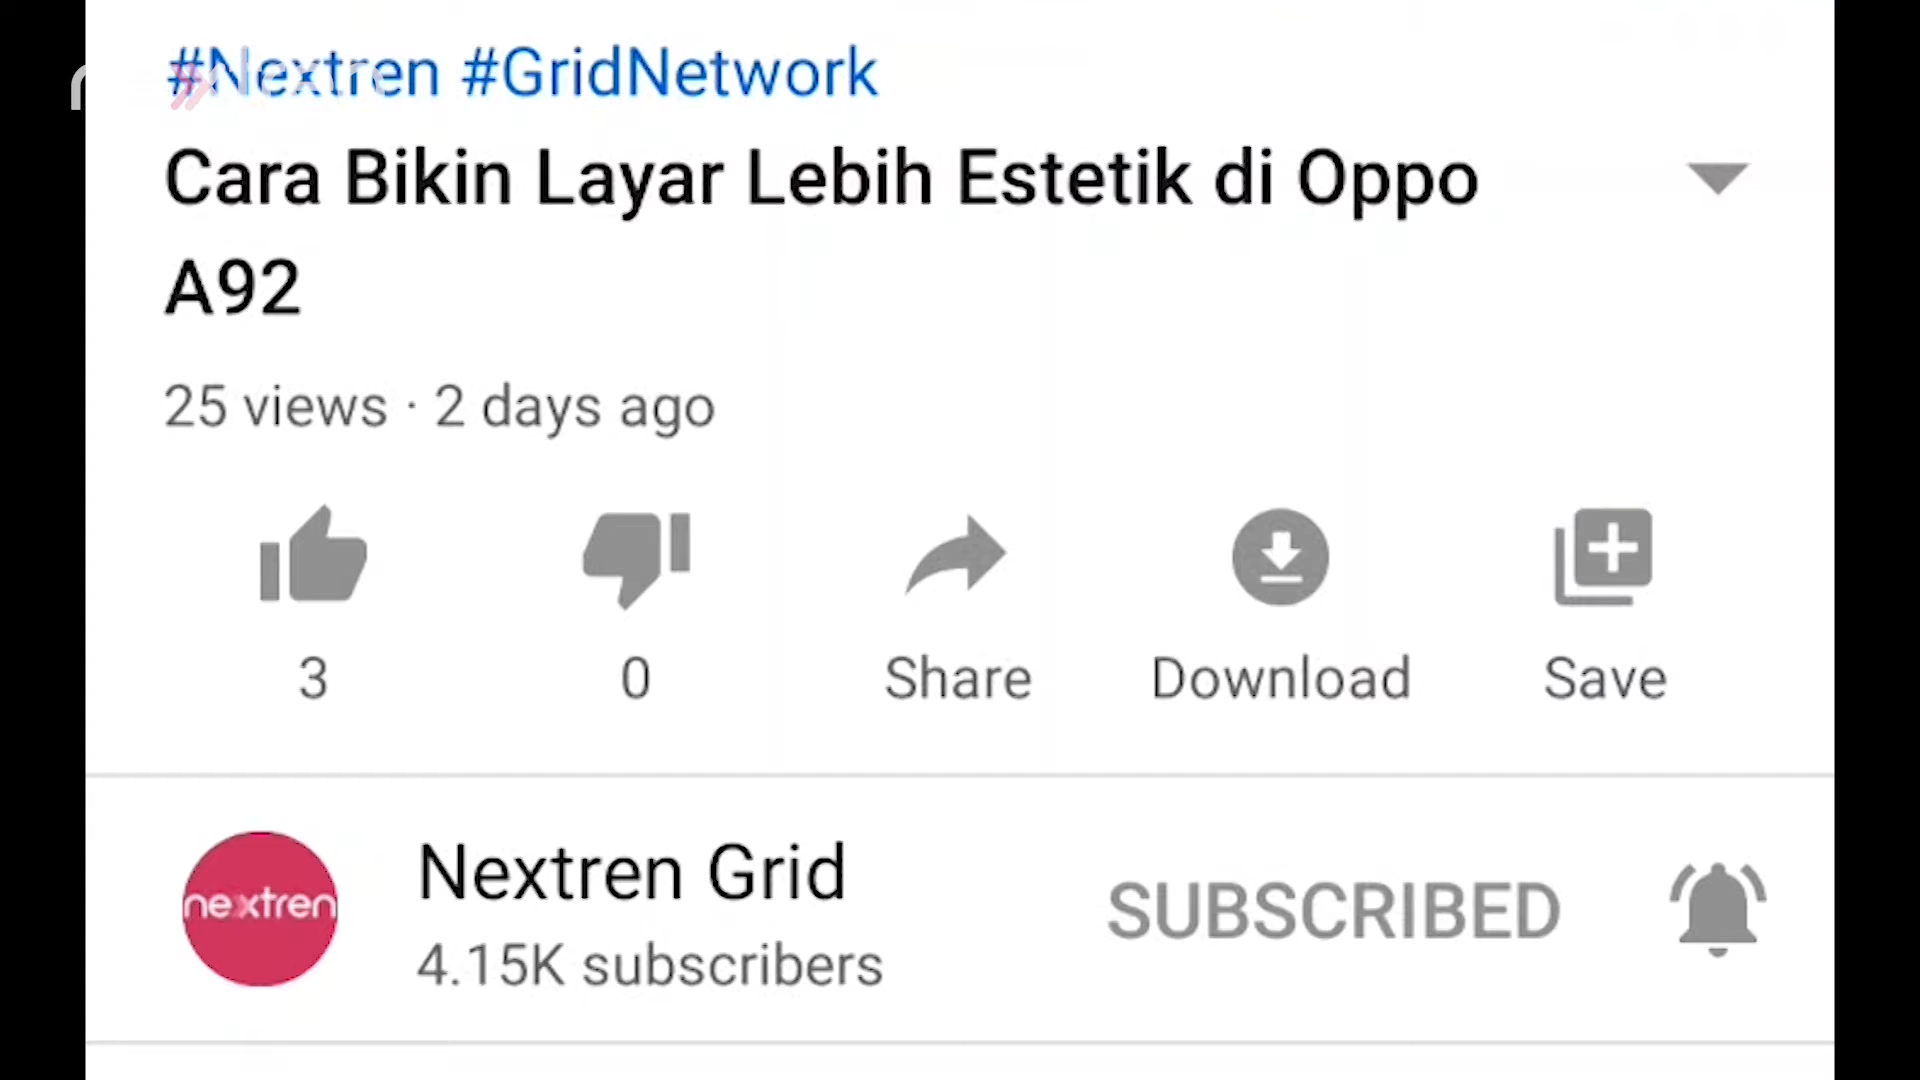 #Nextren #GridNetwork
Cara Bikin Layar Lebih Estetik di Oppo
A92
25 views · 2 days ago
3 0 Share Download Save
nextren
Nextren Grid
SUBSCRIBED
4.15K subscribers